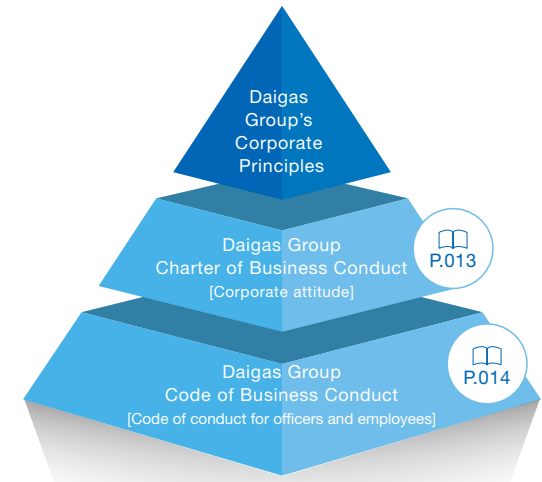 Daigas
Group's
Corporate
Principles
Daigas Group
Charter of Business Conduct
[Corporate attitude]
P.013
Daigas Group
Code of Business Conduct
[Code of conduct for officers and employees]
P.014